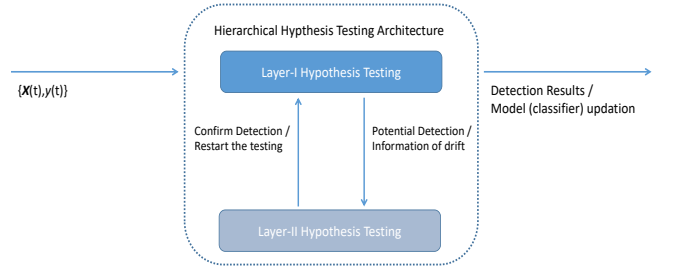 Hierarchical Hypthesis Testing Architecture
Layer-I Hypothesis Testing
{X(t),y(t)}
Detection Results /
Model (classifier) updation
Confirm Detection /
Restart the testing
Potential Detection /
Information of drift
Layer-II Hypothesis Testing